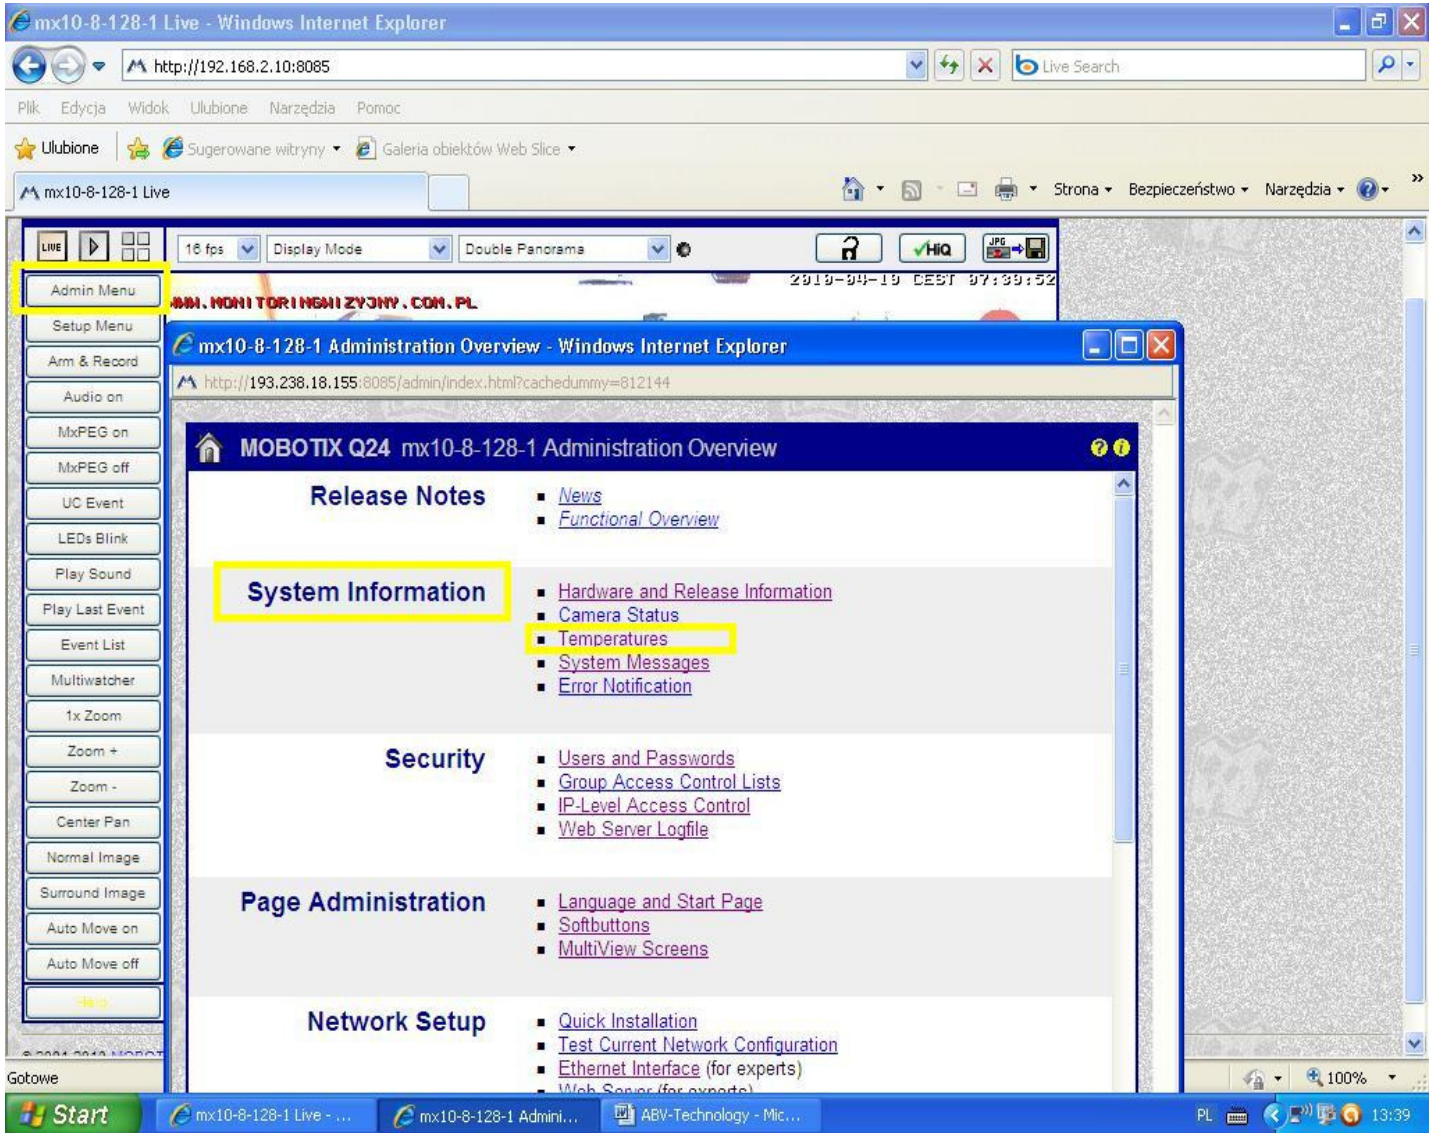 mx10-8-128-1 Live - Windows Internet Explorer
http://192.168.2.10:8085
Live Search
Plik Edycja Widok Ulubione Narzędzia Pomoc
Ulubione Sugerowane witryny Galeria obiektów Web Slice
mx10-8-128-1 Live
Strona Bezpieczeństwo Narzędzia »
LIVE 16 fps Display Mode Double Panorama HiQ JPG
Admin Menu
WWW.MONITORINGWIZYJNY.COM.PL
Setup Menu
Arm & Record
Audio on
MxPEG on
MxPEG off
UC Event
LEDs Blink
Play Sound
Play Last Event
Event List
Multiwatcher
1x Zoom
Zoom +
Zoom -
Center Pan
Normal Image
Surround Image
Auto Move on
Auto Move off
Help
mx10-8-128-1 Administration Overview - Windows Internet Explorer
http://193.238.18.155:8085/admin/index.html?cachedummy=812144
MOBOTIX Q24 mx10-8-128-1 Administration Overview
Release Notes
News
Functional Overview
System Information
Hardware and Release Information
Camera Status
Temperatures
System Messages
Error Notification
Security
Users and Passwords
Group Access Control Lists
IP-Level Access Control
Web Server Logfile
Page Administration
Language and Start Page
Softbuttons
MultiView Screens
Network Setup
Quick Installation
Test Current Network Configuration
Ethernet Interface (for experts)
Web Server (for experts)
Gotowe
100%
Start mx10-8-128-1 Live - ... mx10-8-128-1 Admini... ABV-Technology - Mic... PL 13:39